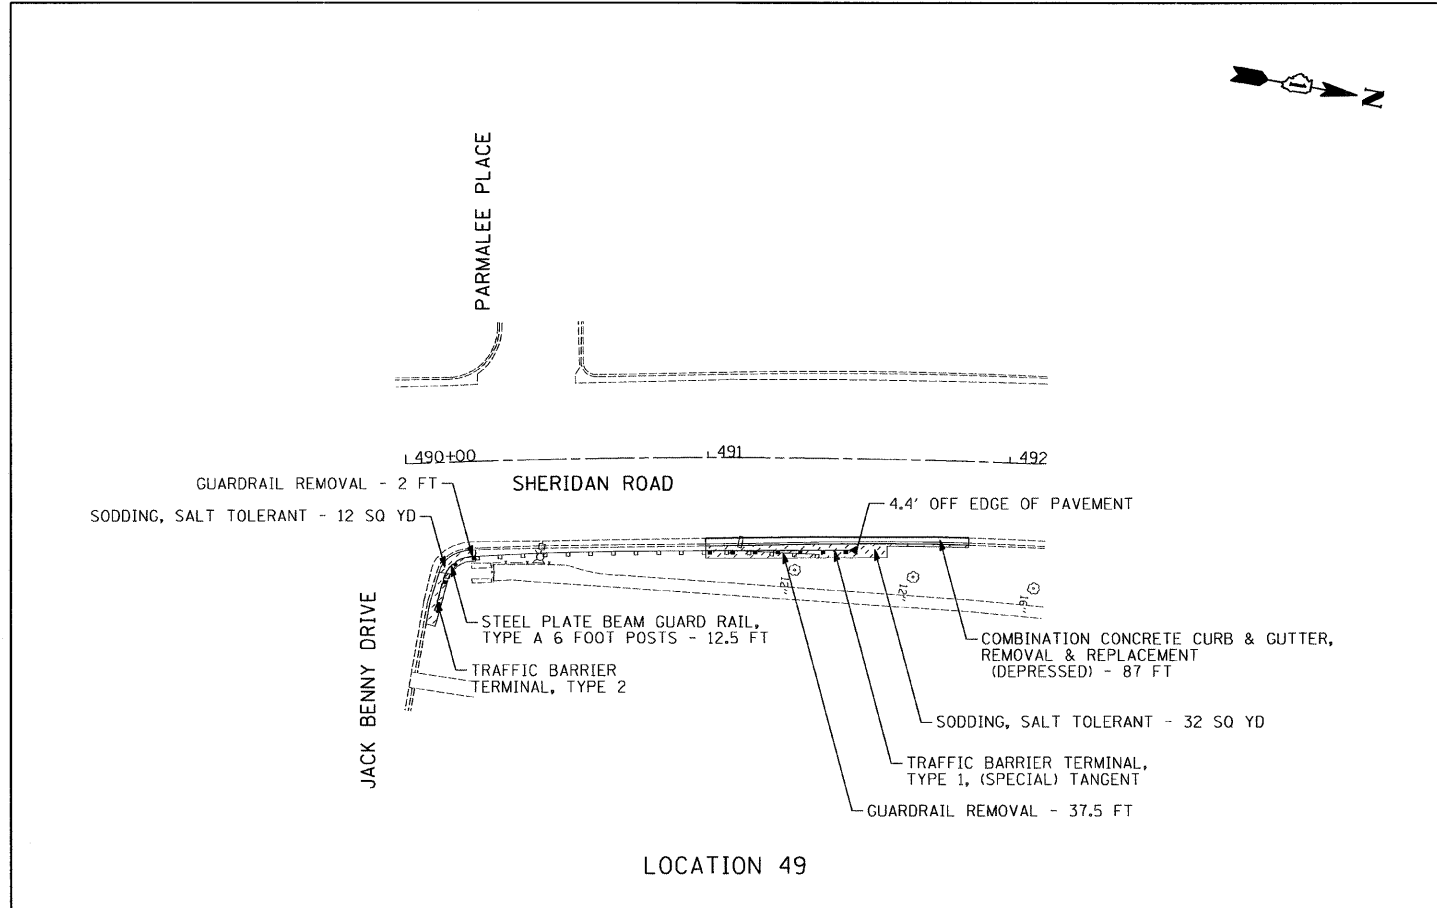 N
PARMALEE PLACE
490+00
491
492
GUARDRAIL REMOVAL - 2 FT
SHERIDAN ROAD
4.4' OFF EDGE OF PAVEMENT
SODDING, SALT TOLERANT - 12 SQ YD
12"
12"
16"
JACK BENNY DRIVE
STEEL PLATE BEAM GUARD RAIL,
TYPE A 6 FOOT POSTS - 12.5 FT
TRAFFIC BARRIER
TERMINAL, TYPE 2
COMBINATION CONCRETE CURB & GUTTER,
REMOVAL & REPLACEMENT
(DEPRESSED) - 87 FT
SODDING, SALT TOLERANT - 32 SQ YD
TRAFFIC BARRIER TERMINAL,
TYPE 1, (SPECIAL) TANGENT
GUARDRAIL REMOVAL - 37.5 FT
LOCATION 49